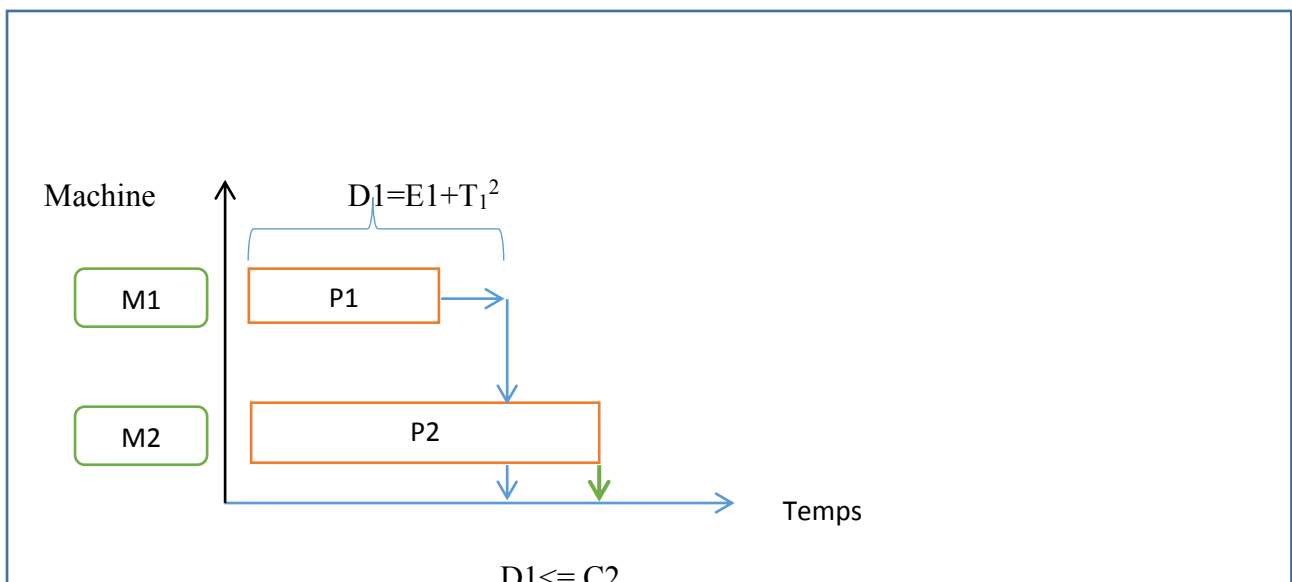 Machine D1=E1+T₁²
M1 P1
M2 P2
Temps
D1<= C2